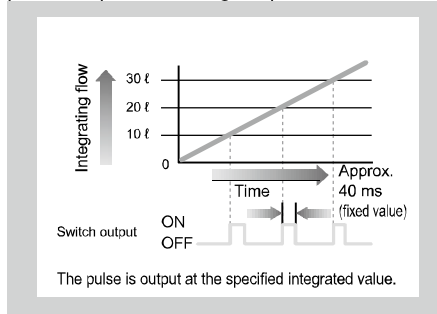 Integrating flow
30 ℓ
20 ℓ
10 ℓ
0
Time
Approx.
40 ms
(fixed value)
Switch output
ON
OFF
The pulse is output at the specified integrated value.